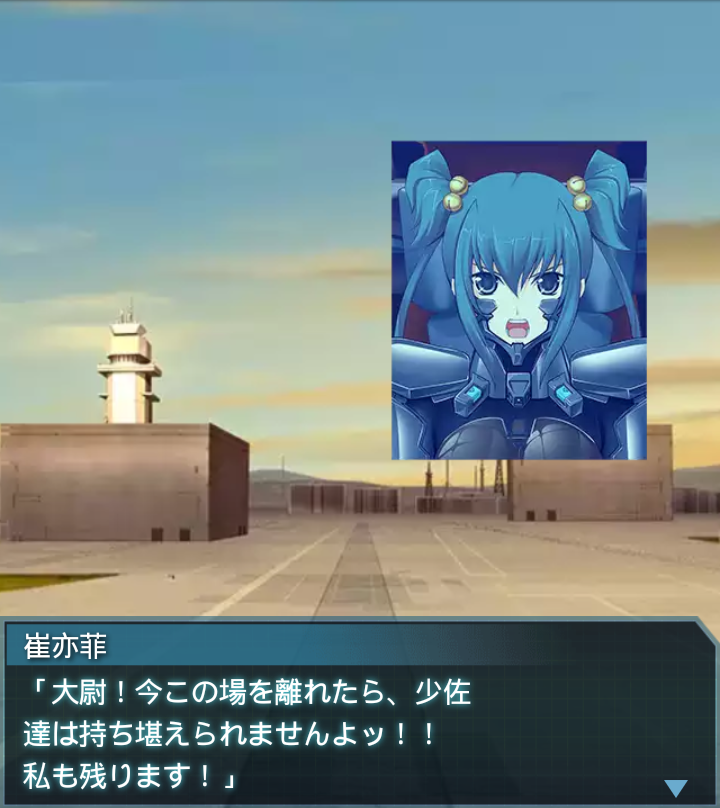 崔亦菲
「大尉！今この場を離れたら、少佐
達は持ち堪えられませんよッ！！
私も残ります！」